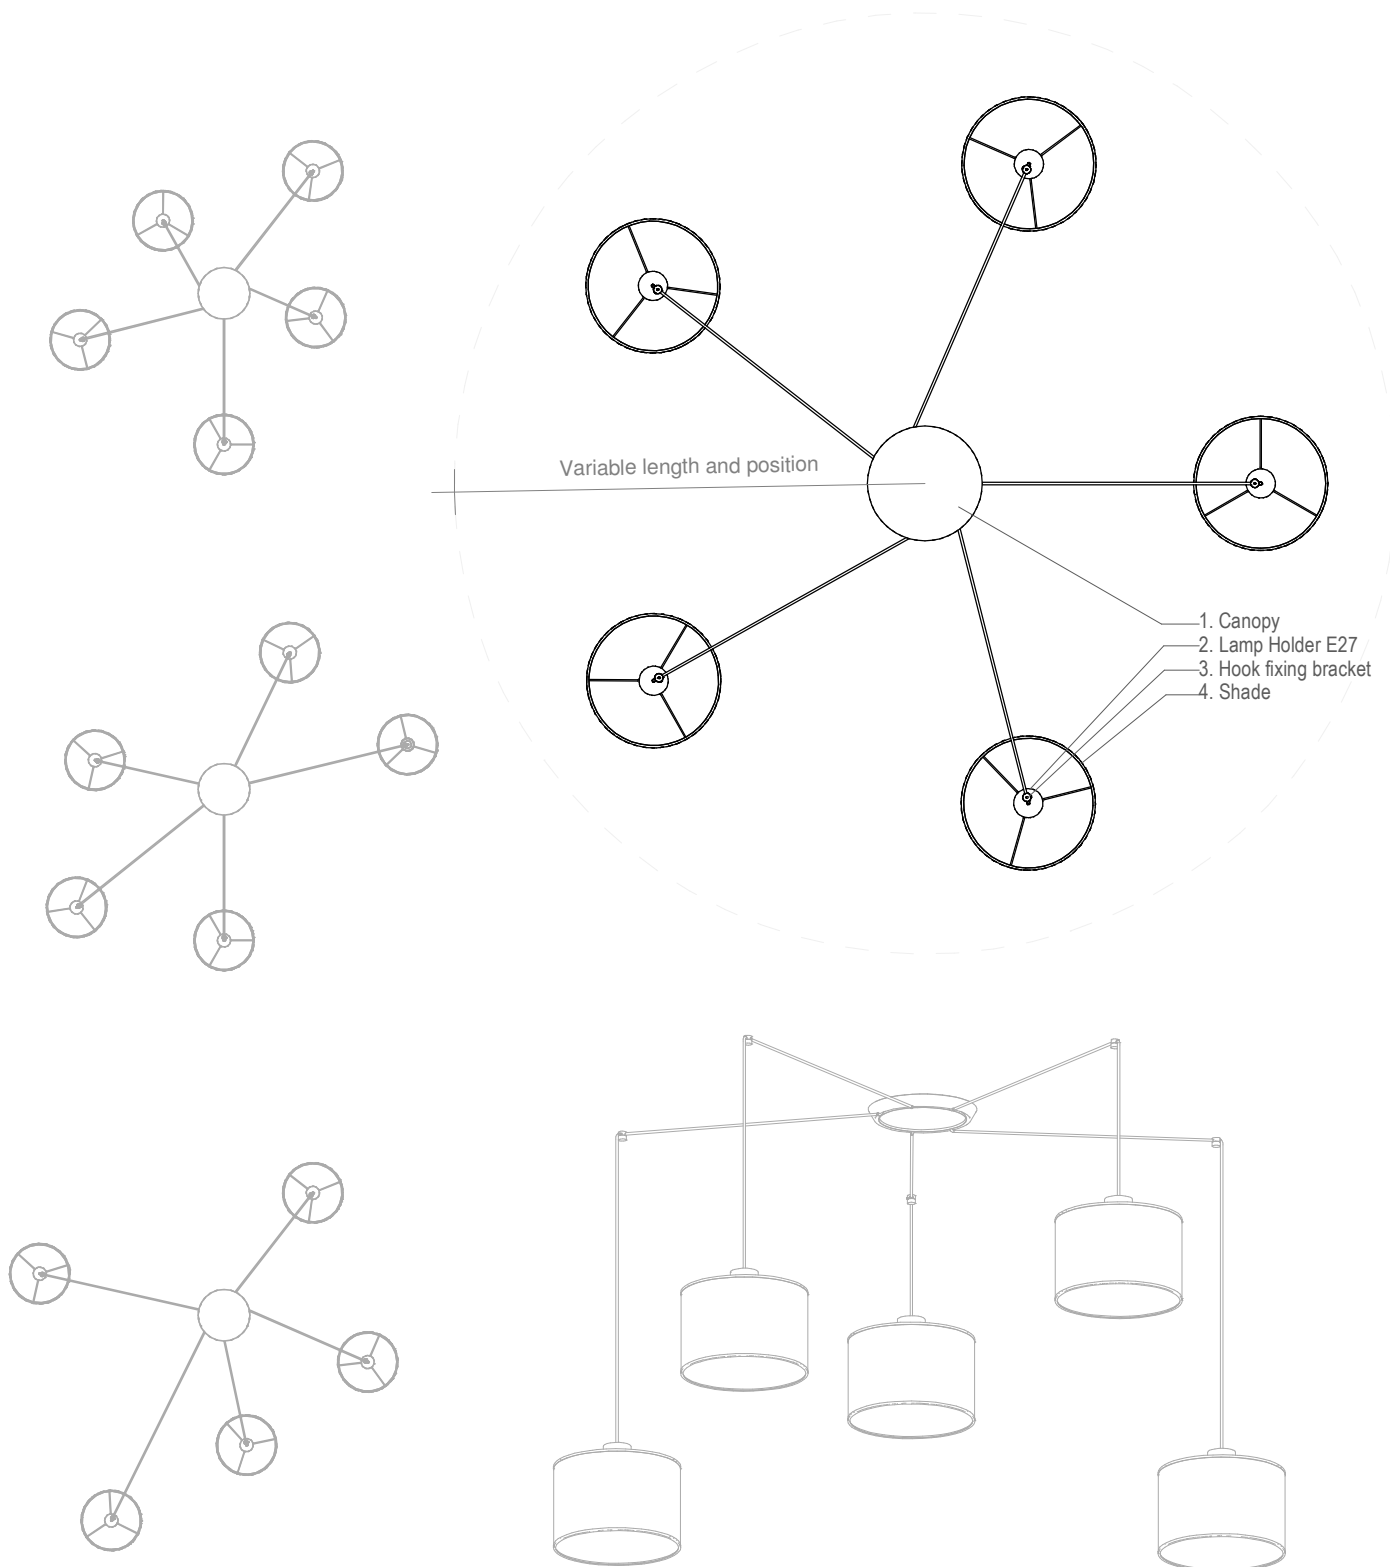 Variable length and position
1. Canopy
2. Lamp Holder E27
3. Hook fixing bracket
4. Shade